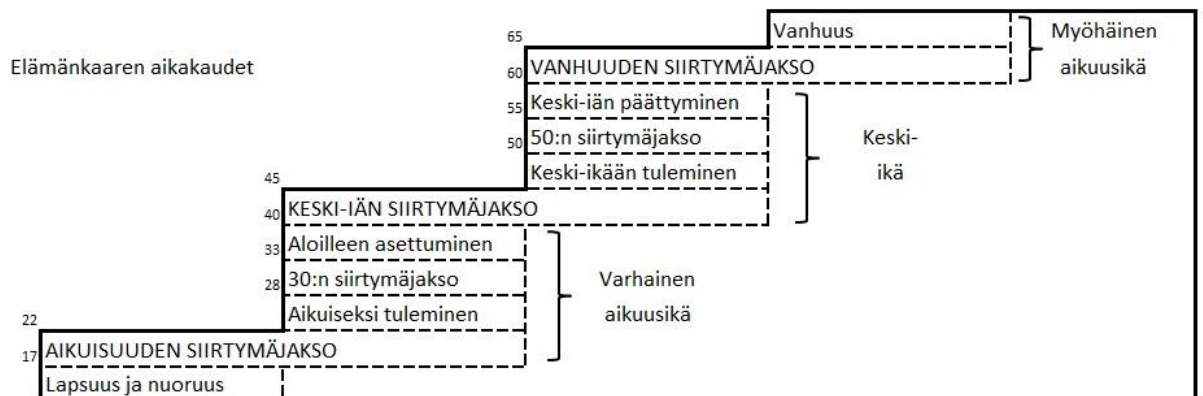 Elämänkaaren aikakaudet
Vanhuus
65
Myöhäinen
aikuusikä
60
VANHUUDEN SIIRTYMÄJAKSO
Keski-iän päättyminen
55
50:n siirtymäjakso
50
Keski-ikään tuleminen
Keski-
ikä
45
KESKI-IÄN SIIRTYMÄJAKSO
40
Aloilleen asettuminen
33
30:n siirtymäjakso
28
Aikuiseksi tuleminen
Varhainen
aikuusikä
22
AIKUISUUDEN SIIRTYMÄJAKSO
17
Lapsuus ja nuoruus